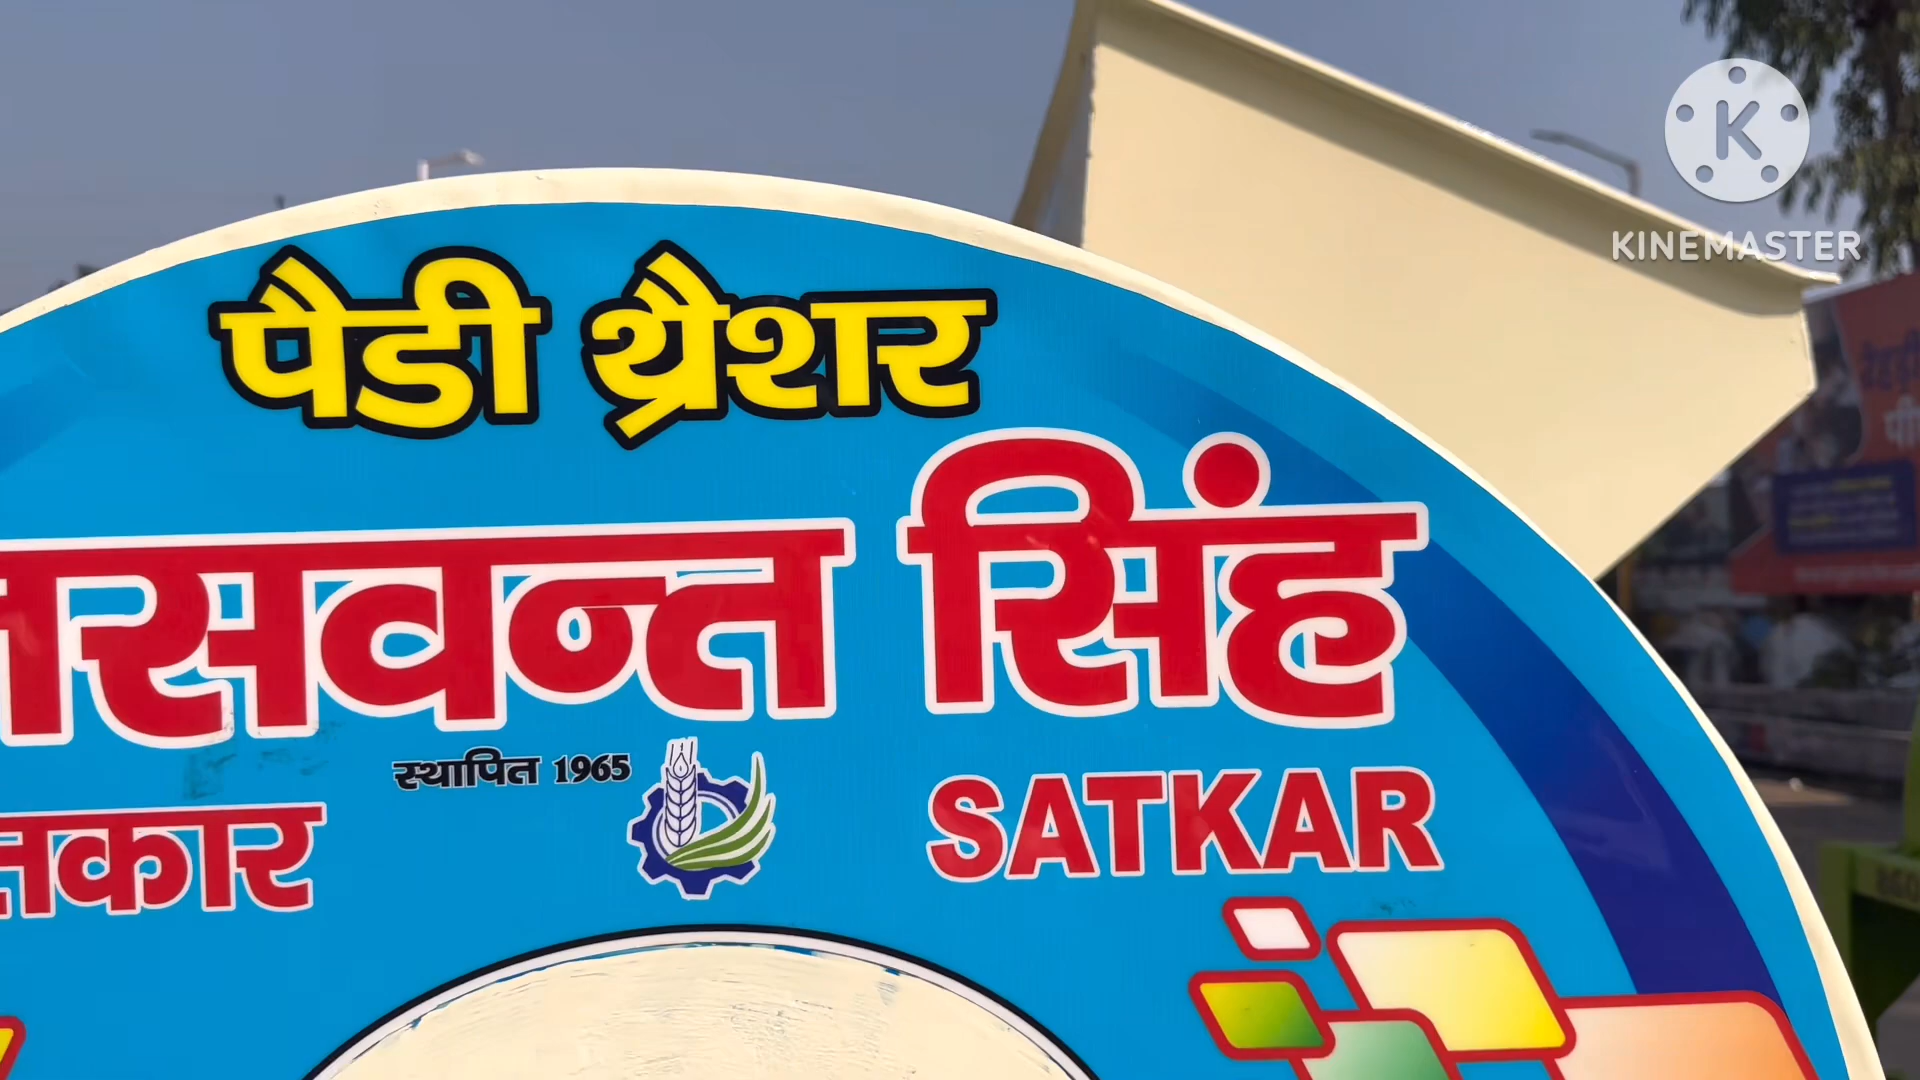 KINEMASTER
पैडी थ्रैशर
सवन्त सिंह
स्थापित 1965
SATKAR
तकार